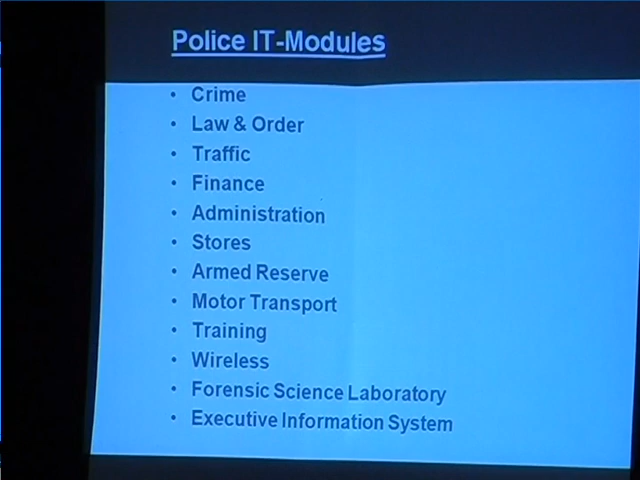 Police IT-Modules
• Crime
• Law & Order
• Traffic
• Finance
• Administration
• Stores
• Armed Reserve
• Motor Transport
• Training
• Wireless
• Forensic Science Laboratory
• Executive Information System